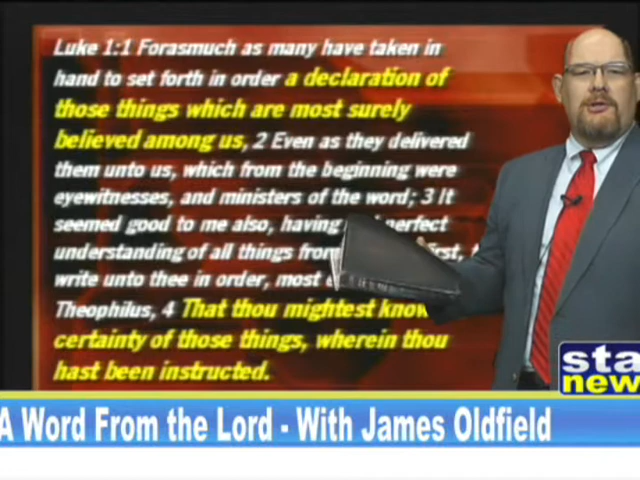 Luke 1:1 Forasmuch as many have taken in
hand to set forth in order a declaration of
those things which are most surely
believed among us, 2 Even as they delivered
them unto us, which from the beginning were
eyewitnesses, and ministers of the word; 3 It
seemed good to me also, having perfect
understanding of all things from first,
write unto thee in order, most
Theophilus, 4 That thou mightest know
certainty of those things, wherein thou
hast been instructed.
sta
new
A Word From the Lord - With James Oldfield